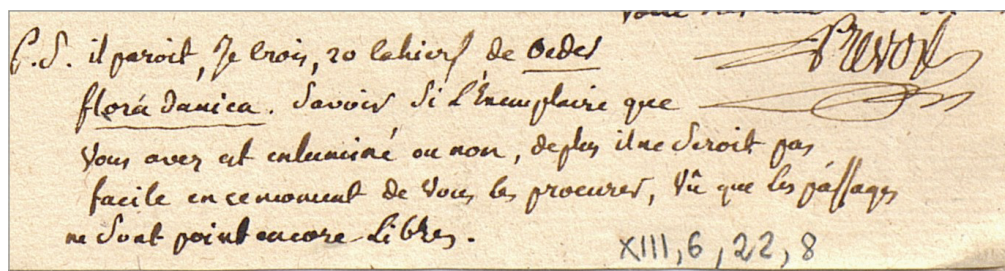 Prevost
P.S. il paroit, Je crois, 20 cahiers de Oeder
flora danica. Savoir Si L'Exemplaire que
vous avez est enluminé ou non, deplus il ne Seroit pas
facile en ce moment de vous les procurer, vû que les passages
ne Sont point encore Libres.
XIII, 6, 22, 8